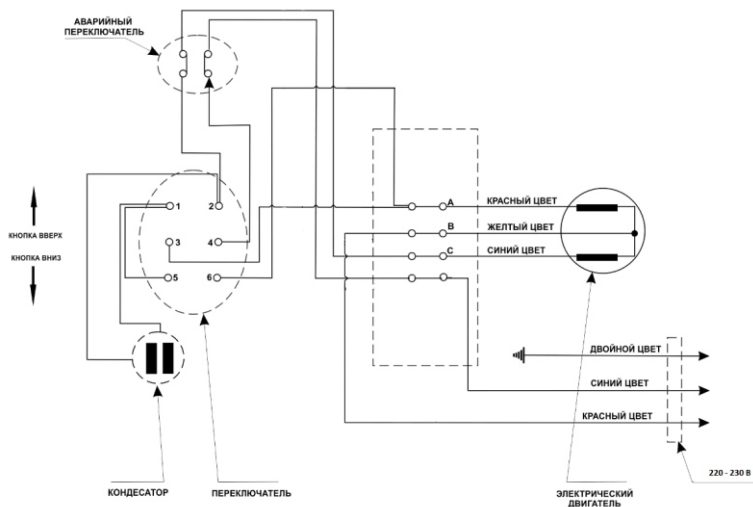 АВАРИЙНЫЙ
ПЕРЕКЛЮЧАТЕЛЬ
КНОПКА ВВЕРХ
КНОПКА ВНИЗ
1
2
3
4
5
6
A
B
C
КРАСНЫЙ ЦВЕТ
ЖЕЛТЫЙ ЦВЕТ
СИНИЙ ЦВЕТ
ДВОЙНОЙ ЦВЕТ
СИНИЙ ЦВЕТ
КРАСНЫЙ ЦВЕТ
220 - 230 В
КОНДЕСАТОР
ПЕРЕКЛЮЧАТЕЛЬ
ЭЛЕКТРИЧЕСКИЙ
ДВИГАТЕЛЬ